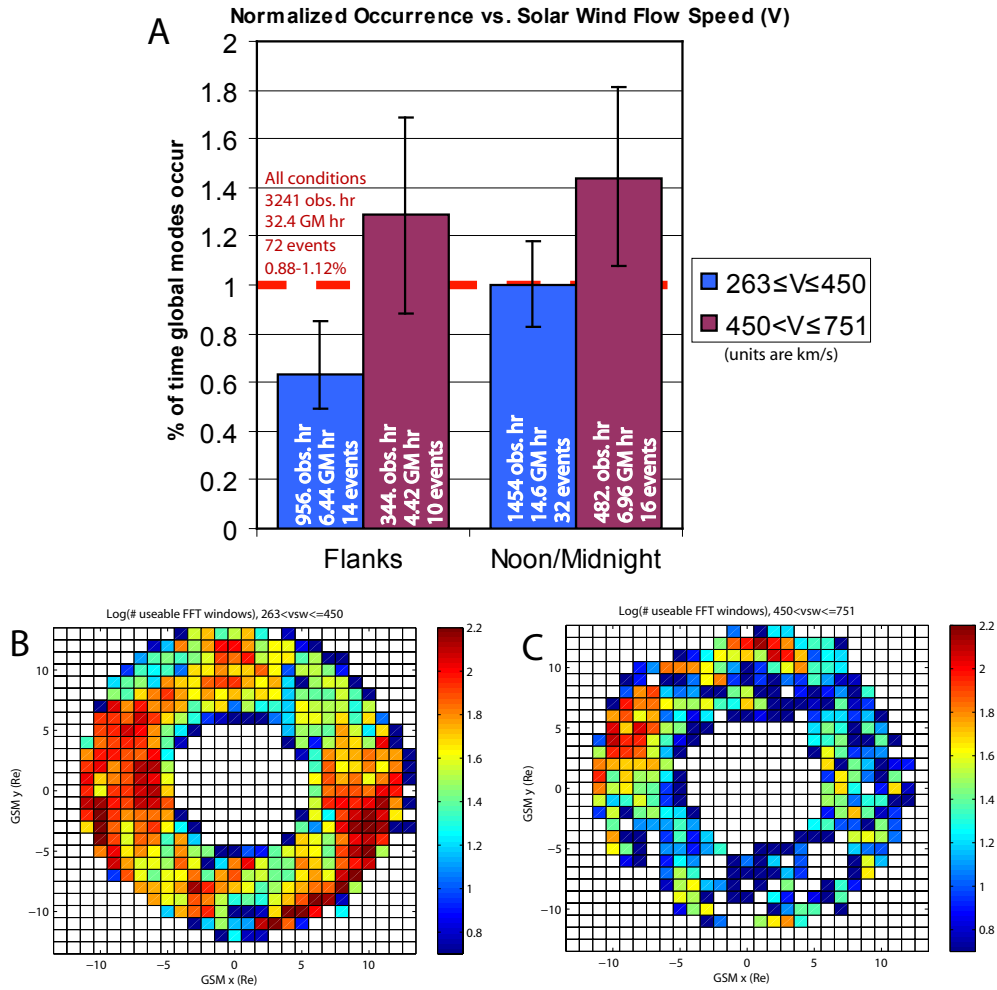 Normalized Occurrence vs. Solar Wind Flow Speed (V)
A
% of time global modes occur
2
1.8
1.6
1.4
1.2
1
0.8
0.6
0.4
0.2
0
All conditions
3241 obs. hr
32.4 GM hr
72 events
0.88-1.12%
956. obs. hr
6.44 GM hr
14 events
344. obs. hr
4.42 GM hr
10 events
1454 obs. hr
14.6 GM hr
32 events
482. obs. hr
6.96 GM hr
16 events
Flanks
Noon/Midnight
263≤V≤450
450<V≤751
(units are km/s)
B
Log(# useable FFT windows), 263<vsw<=450
GSM y (Re)
10
5
0
−5
−10
−10 −5 0 5 10
GSM x (Re)
2.2
2
1.8
1.6
1.4
1.2
1
0.8
C
Log(# useable FFT windows), 450<vsw<=751
GSM y (Re)
10
5
0
−5
−10
−10 −5 0 5 10
GSM x (Re)
2.2
2
1.8
1.6
1.4
1.2
1
0.8